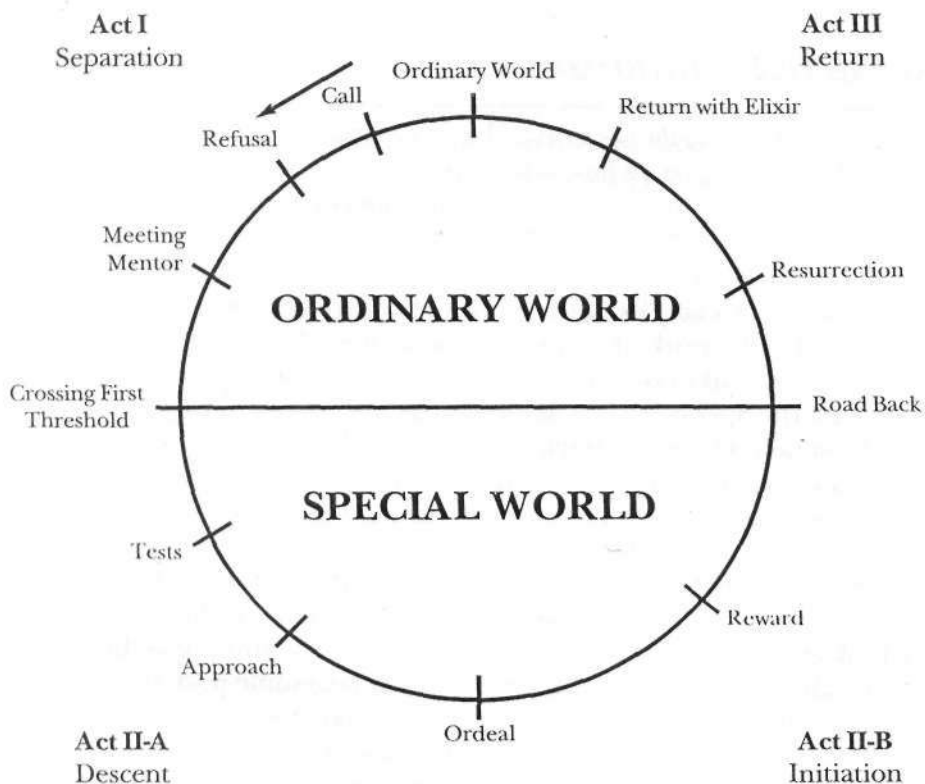 Act I
Separation
Act III
Return
Ordinary World
Call
Return with Elixir
Refusal
Meeting
Mentor
Resurrection
ORDINARY WORLD
Crossing First
Threshold
Road Back
SPECIAL WORLD
Tests
Reward
Approach
Ordeal
Act II-A
Descent
Act II-B
Initiation